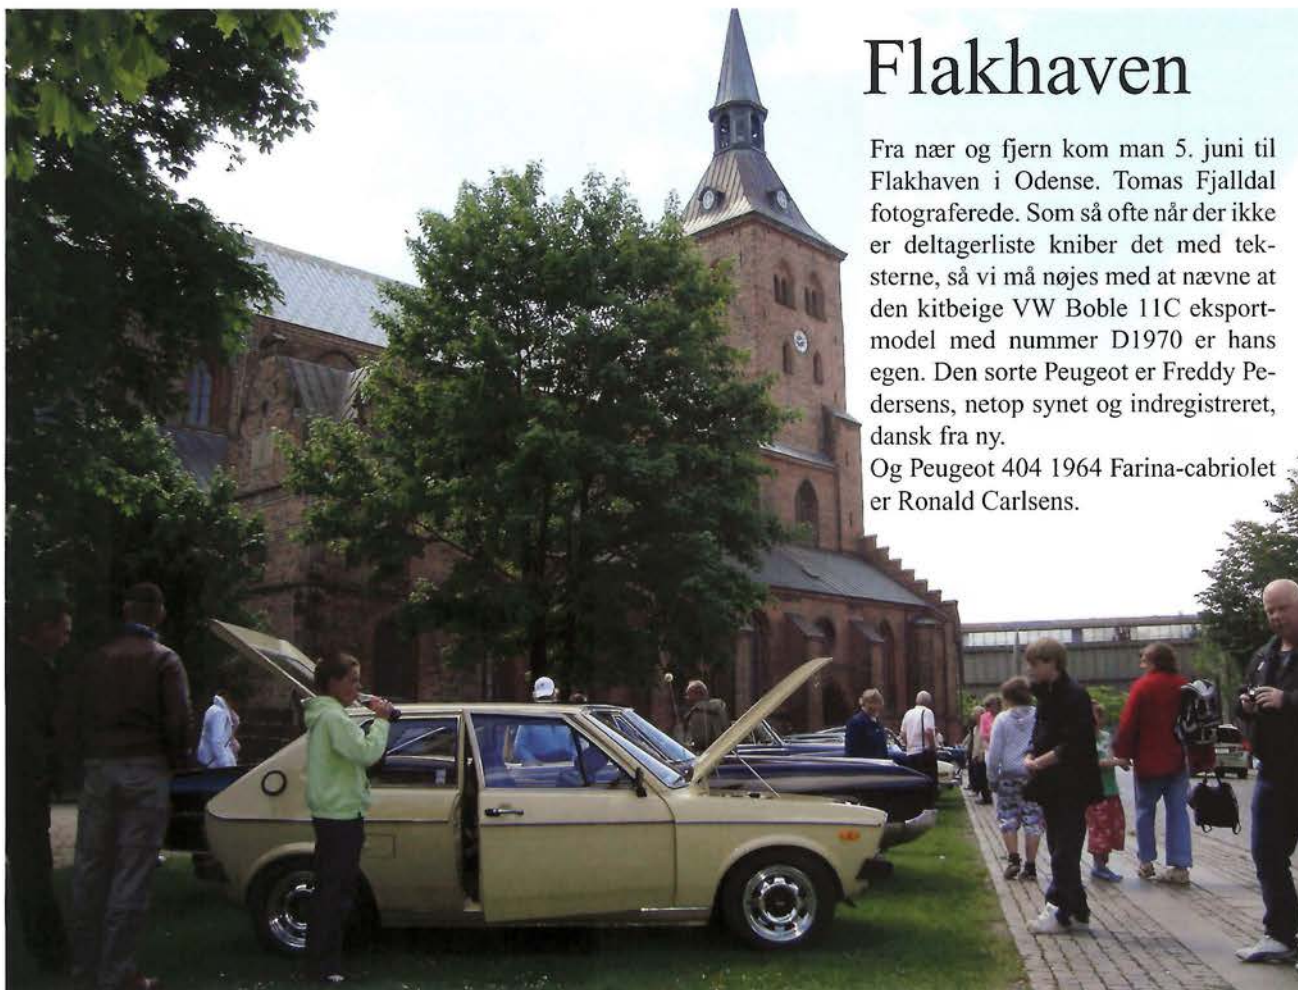 Flakhaven
Fra nær og fjern kom man 5. juni til
Flakhaven i Odense. Tomas Fjalldal
fotograferede. Som så ofte når der ikke
er deltagerliste kniber det med tek-
sterne, så vi må nøjes med at nævne at
den kitbeige VW Boble 11C eksport-
model med nummer D1970 er hans
egen. Den sorte Peugeot er Freddy Pe-
dersens, netop synet og indregistreret,
dansk fra ny.
Og Peugeot 404 1964 Farina-cabriolet
er Ronald Carlsens.